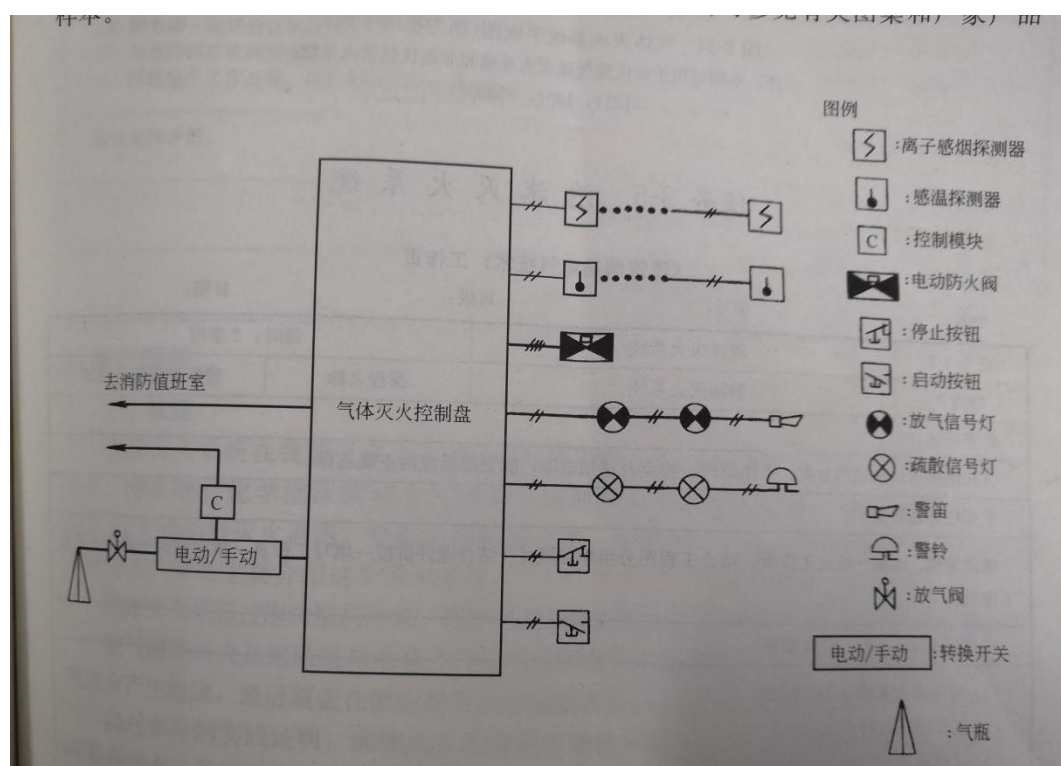 样本。
图例
:离子感烟探测器
:感温探测器
C :控制模块
:电动防火阀
:停止按钮
:启动按钮
:放气信号灯
:疏散信号灯
:警笛
:警铃
:放气阀
电动/手动 :转换开关
:气瓶
去消防值班室
气体灭火控制盘
C
电动/手动